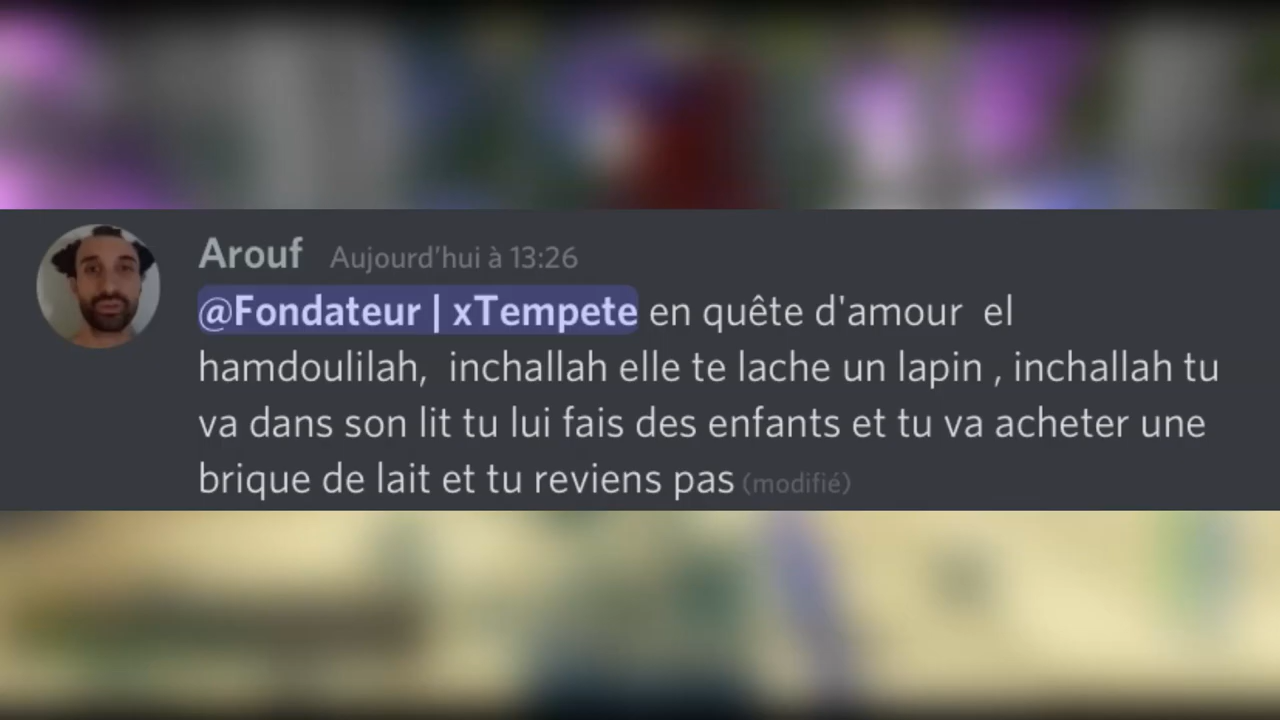 Arouf Aujourd'hui à 13:26
@Fondateur | xTempete en quête d'amour  el
hamdoulilah,  inchallah elle te lache un lapin , inchallah tu
va dans son lit tu lui fais des enfants et tu va acheter une
brique de lait et tu reviens pas (modifié)